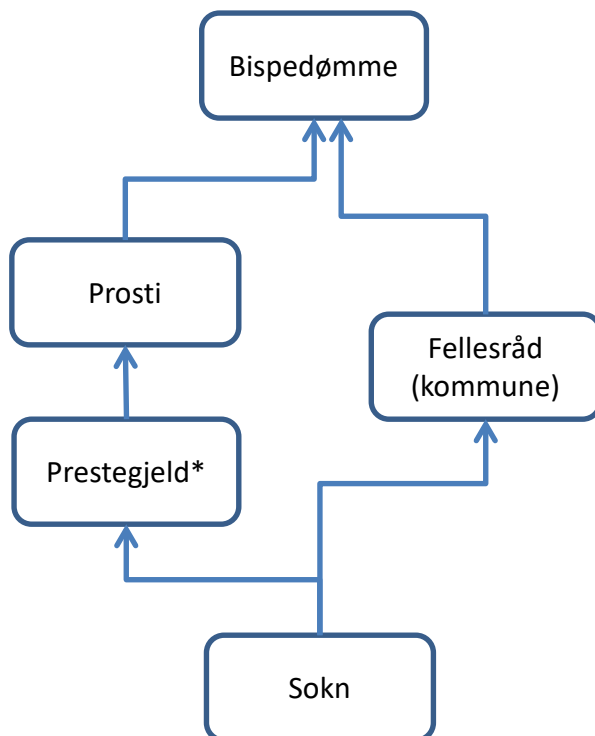 Bispedømme
Prosti
Fellesråd
(kommune)
Prestegjeld*
Sokn